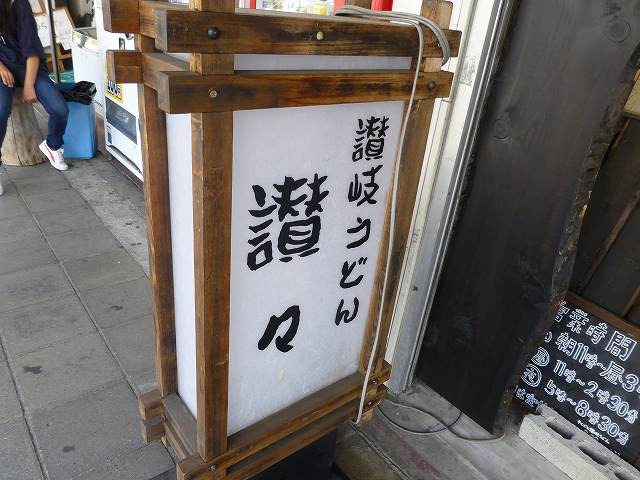 讃岐うどん
讃々
営業時間
朝11時~昼3
11時~2時30分
5時~8時30分